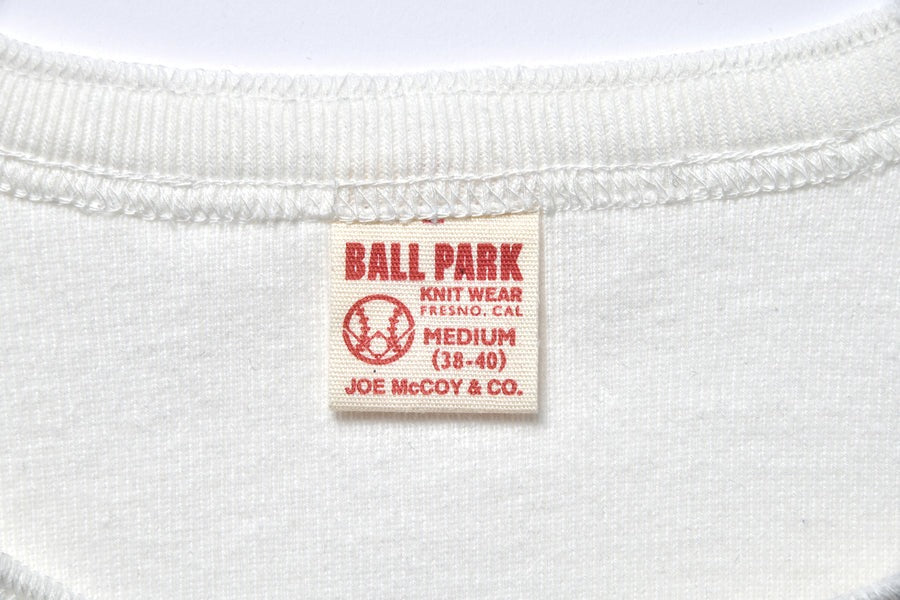 BALL PARK
KNIT WEAR
FRESNO, CAL
MEDIUM
(38-40)
JOE McCOY & CO.